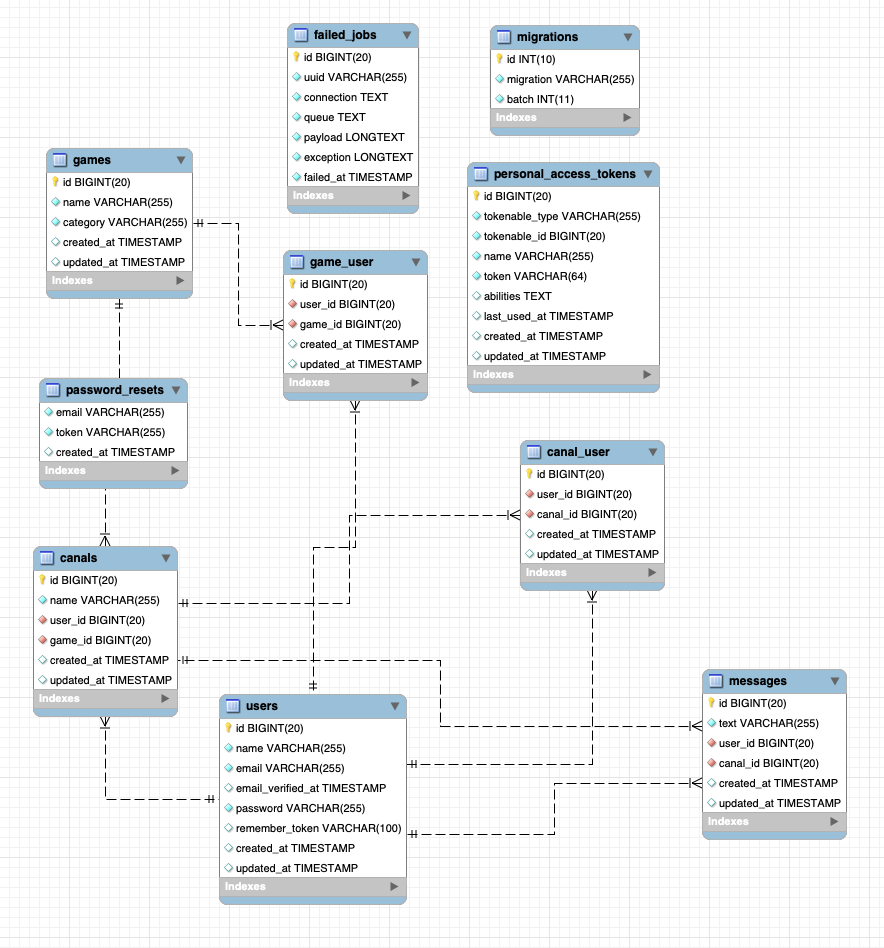 failed_jobs
id BIGINT(20)
uuid VARCHAR(255)
connection TEXT
queue TEXT
payload LONGTEXT
exception LONGTEXT
failed_at TIMESTAMP
Indexes
migrations
id INT(10)
migration VARCHAR(255)
batch INT(11)
Indexes
games
id BIGINT(20)
name VARCHAR(255)
category VARCHAR(255)
created_at TIMESTAMP
updated_at TIMESTAMP
Indexes
personal_access_tokens
id BIGINT(20)
tokenable_type VARCHAR(255)
tokenable_id BIGINT(20)
name VARCHAR(255)
token VARCHAR(64)
abilities TEXT
last_used_at TIMESTAMP
created_at TIMESTAMP
updated_at TIMESTAMP
Indexes
game_user
id BIGINT(20)
user_id BIGINT(20)
game_id BIGINT(20)
created_at TIMESTAMP
updated_at TIMESTAMP
Indexes
password_resets
email VARCHAR(255)
token VARCHAR(255)
created_at TIMESTAMP
Indexes
canal_user
id BIGINT(20)
user_id BIGINT(20)
canal_id BIGINT(20)
created_at TIMESTAMP
updated_at TIMESTAMP
Indexes
canals
id BIGINT(20)
name VARCHAR(255)
user_id BIGINT(20)
game_id BIGINT(20)
created_at TIMESTAMP
updated_at TIMESTAMP
Indexes
users
id BIGINT(20)
name VARCHAR(255)
email VARCHAR(255)
email_verified_at TIMESTAMP
password VARCHAR(255)
remember_token VARCHAR(100)
created_at TIMESTAMP
updated_at TIMESTAMP
Indexes
messages
id BIGINT(20)
text VARCHAR(255)
user_id BIGINT(20)
canal_id BIGINT(20)
created_at TIMESTAMP
updated_at TIMESTAMP
Indexes